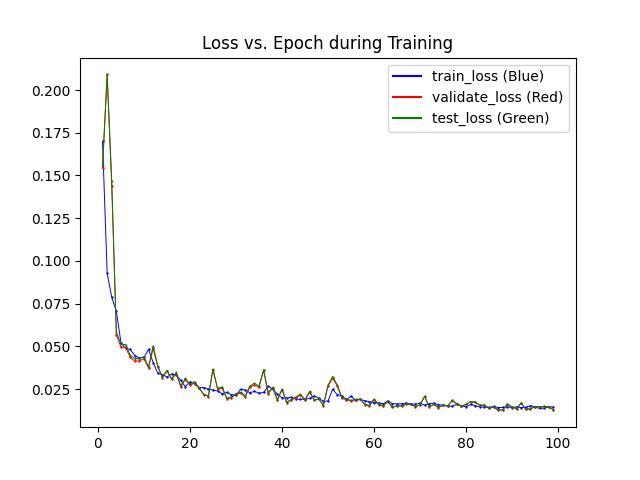 Loss vs. Epoch during Training
train_loss (Blue)
validate_loss (Red)
test_loss (Green)
0.200
0.175
0.150
0.125
0.100
0.075
0.050
0.025
0 20 40 60 80 100